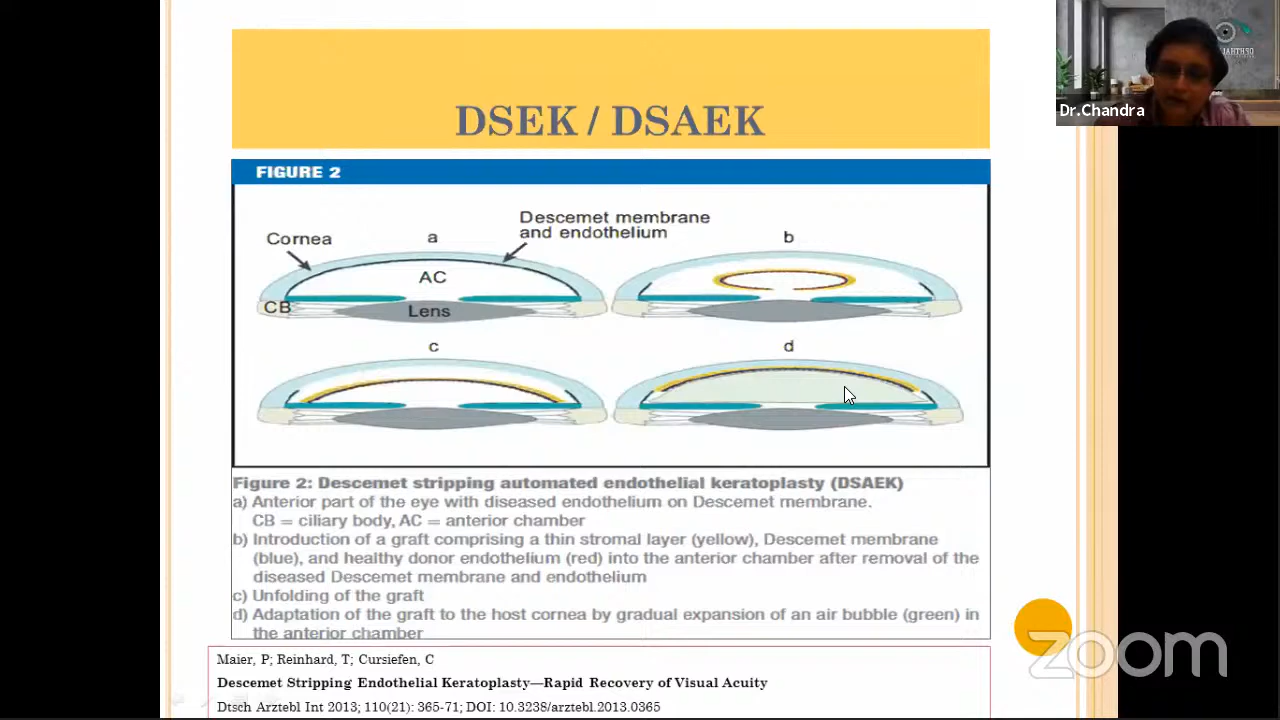 DSEK / DSAEK
Dr.Chandra
FIGURE 2
Descemet membrane
and endothelium
Cornea
a
b
AC
CB
Lens
c
d
Figure 2: Descemet stripping automated endothelial keratoplasty (DSAEK)
a) Anterior part of the eye with diseased endothelium on Descemet membrane.
CB = ciliary body, AC = anterior chamber
b) Introduction of a graft comprising a thin stromal layer (yellow), Descemet membrane
(blue), and healthy donor endothelium (red) into the anterior chamber after removal of the
diseased Descemet membrane and endothelium
c) Unfolding of the graft
d) Adaptation of the graft to the host cornea by gradual expansion of an air bubble (green) in
the anterior chamber
Maier, P; Reinhard, T; Cursiefen, C
Descemet Stripping Endothelial Keratoplasty—Rapid Recovery of Visual Acuity
Dtsch Arztebl Int 2013; 110(21): 365-71; DOI: 10.3238/arztebl.2013.0365
zoom